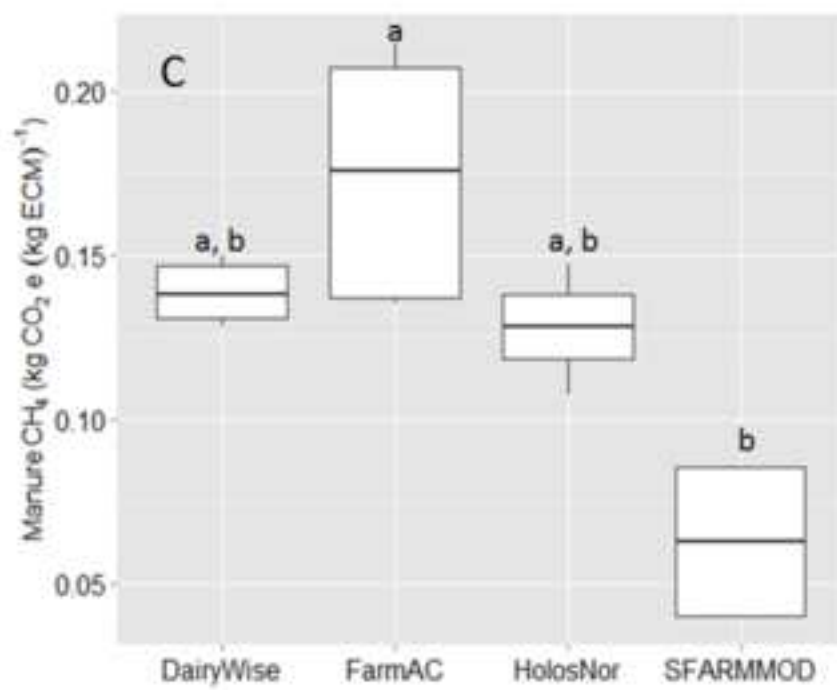 C
a
a, b
a, b
b
0.20
0.15
0.10
0.05
Manure CH₄ (kg CO₂ e (kg ECM)⁻¹)
DairyWise FarmAC HolosNor SFARMMOD